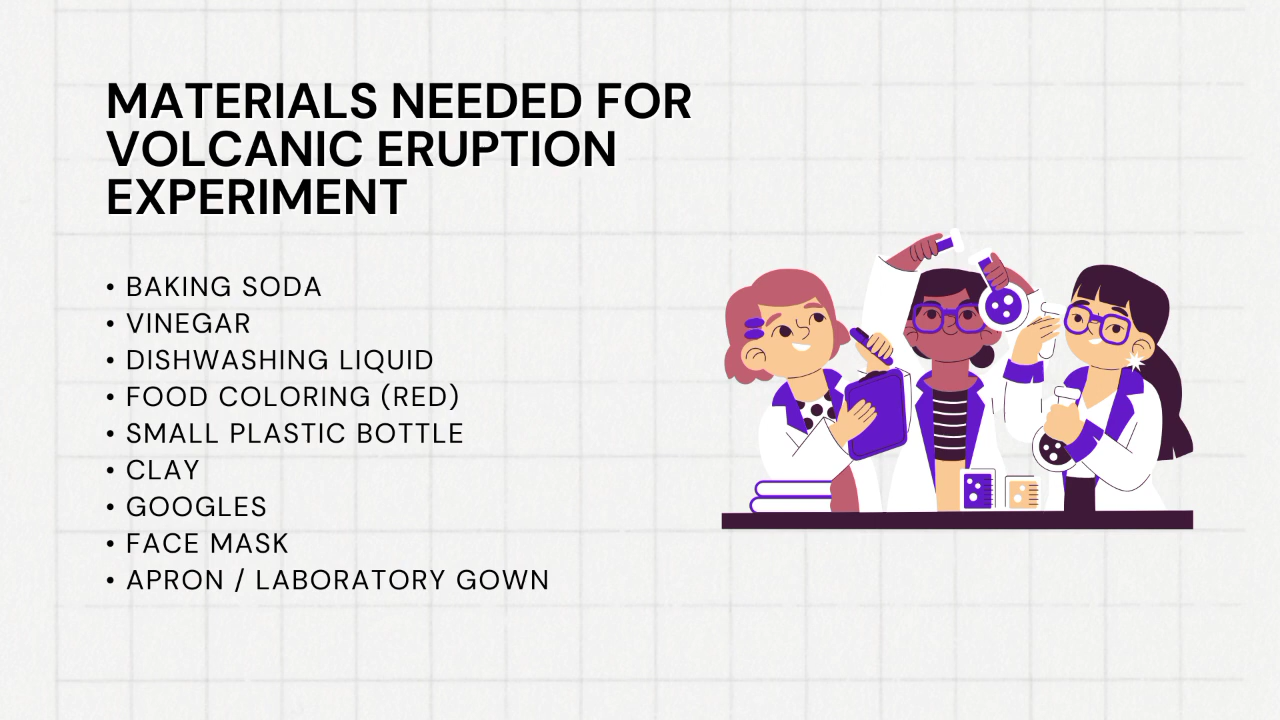 MATERIALS NEEDED FOR
VOLCANIC ERUPTION
EXPERIMENT
• BAKING SODA
• VINEGAR
• DISHWASHING LIQUID
• FOOD COLORING (RED)
• SMALL PLASTIC BOTTLE
• CLAY
• GOOGLES
• FACE MASK
• APRON / LABORATORY GOWN